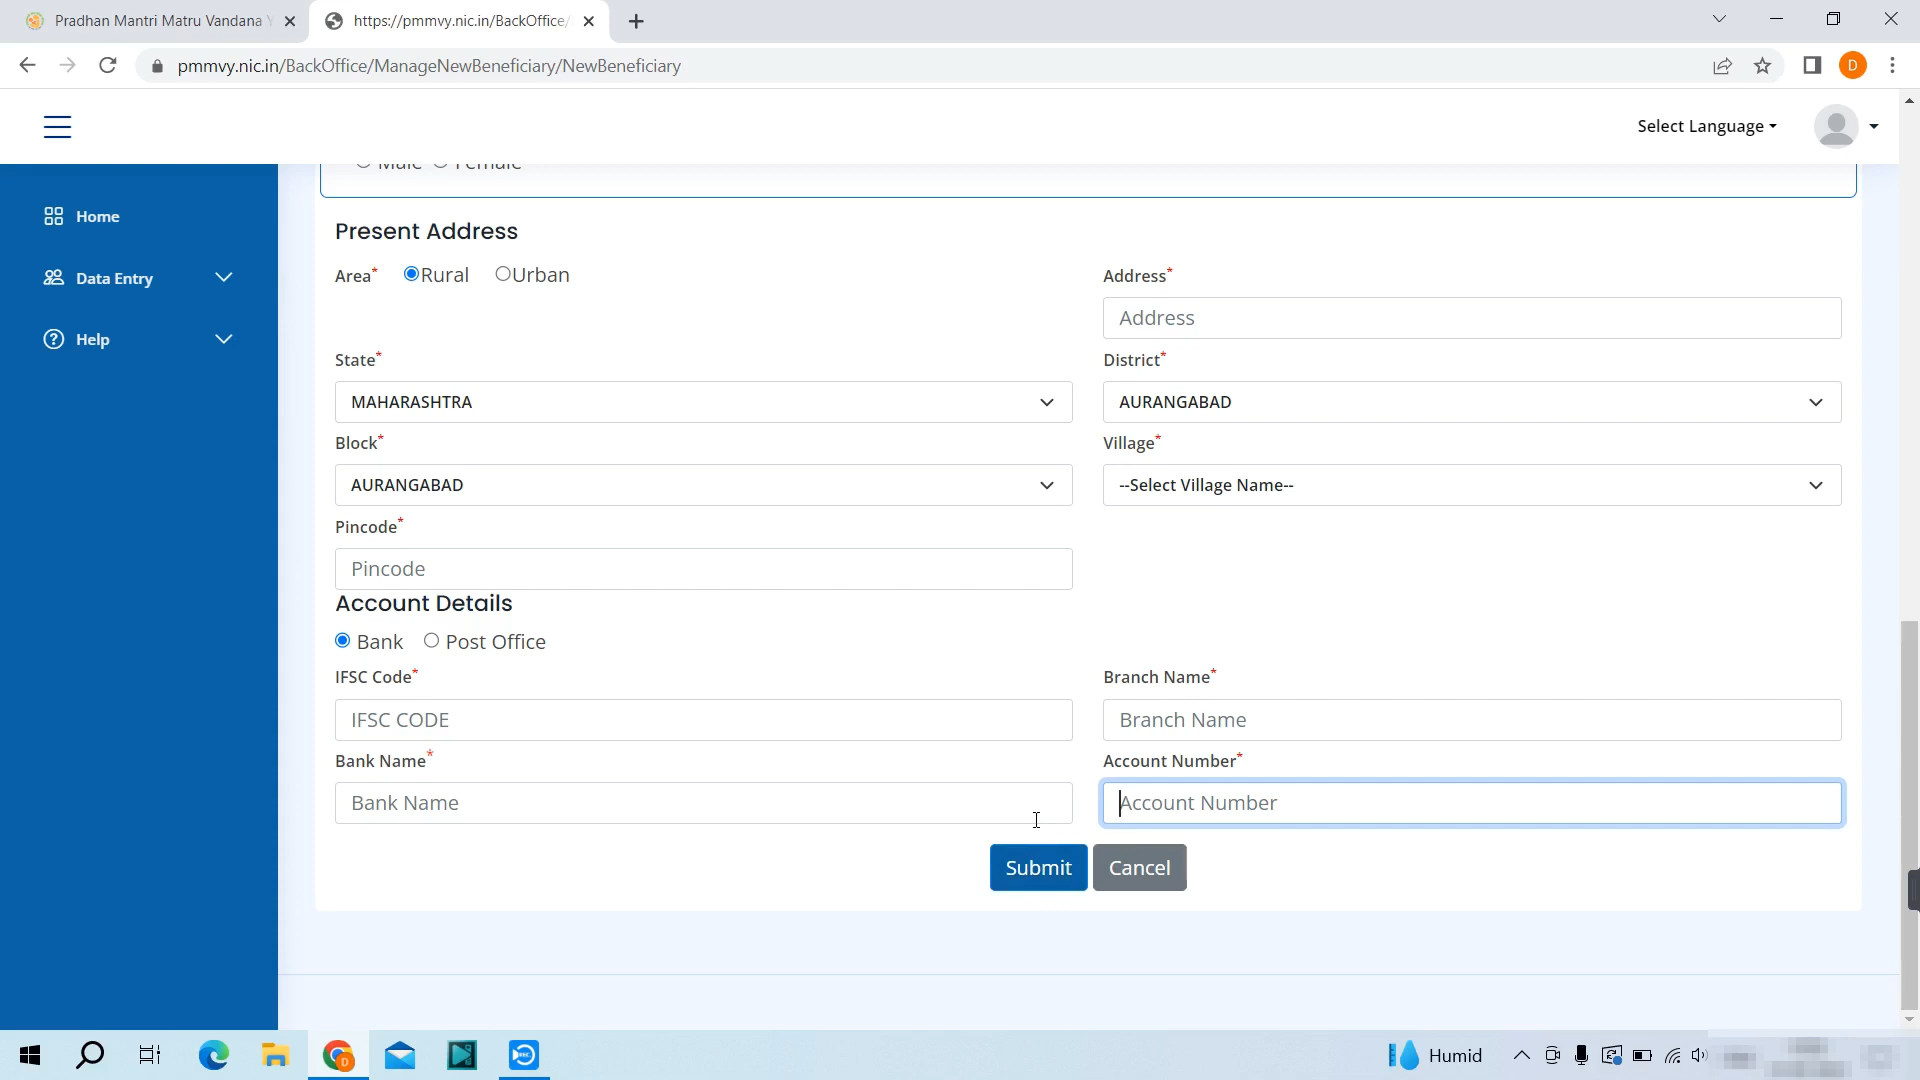 Pradhan Mantri Matru Vandana
https://pmmvy.nic.in/BackOffice/
pmmvy.nic.in/BackOffice/ManageNewBeneficiary/NewBeneficiary
D
Select Language
Male Female
Home
Data Entry
Help
Present Address
Area* Rural Urban
Address*
Address
State*
District*
MAHARASHTRA
AURANGABAD
Block*
Village*
AURANGABAD
--Select Village Name--
Pincode*
Pincode
Account Details
Bank Post Office
IFSC Code*
Branch Name*
IFSC CODE
Branch Name
Bank Name*
Account Number*
Bank Name
Account Number
Submit Cancel
Humid